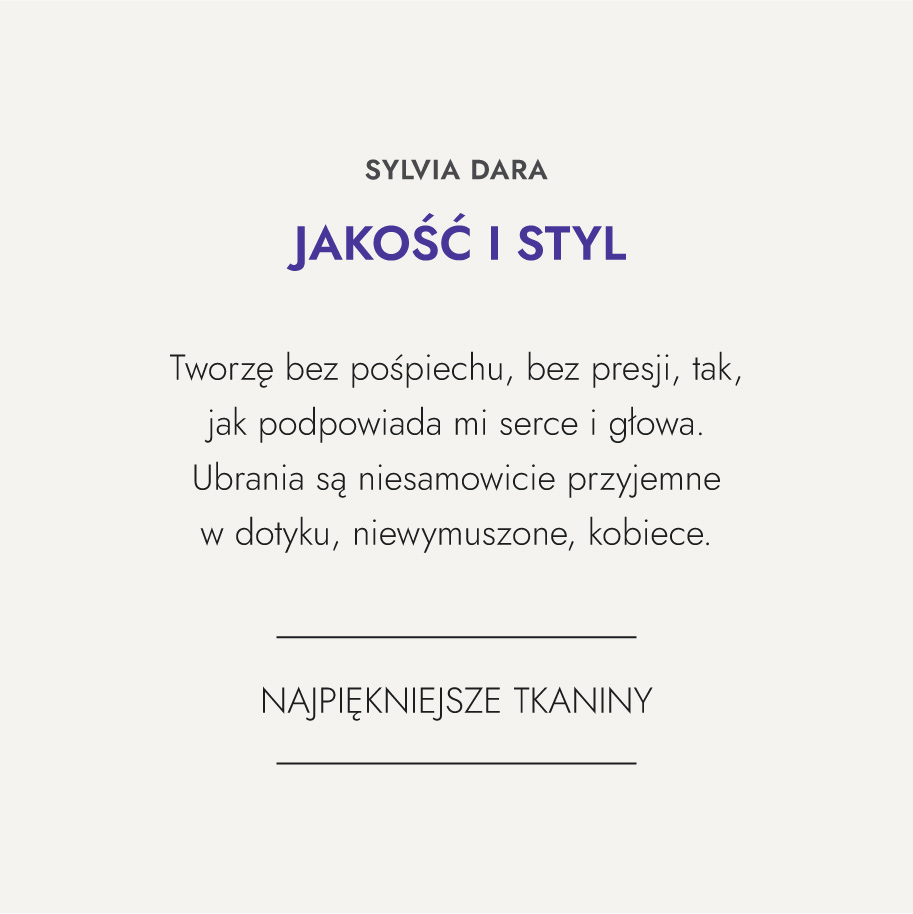 SYLVIA DARA
JAKOŚĆ I STYL
Tworzę bez pośpiechu, bez presji, tak,
jak podpowiada mi serce i głowa.
Ubrania są niesamowicie przyjemne
w dotyku, niewymuszone, kobiece.
NAJPIĘKNIEJSZE TKANINY